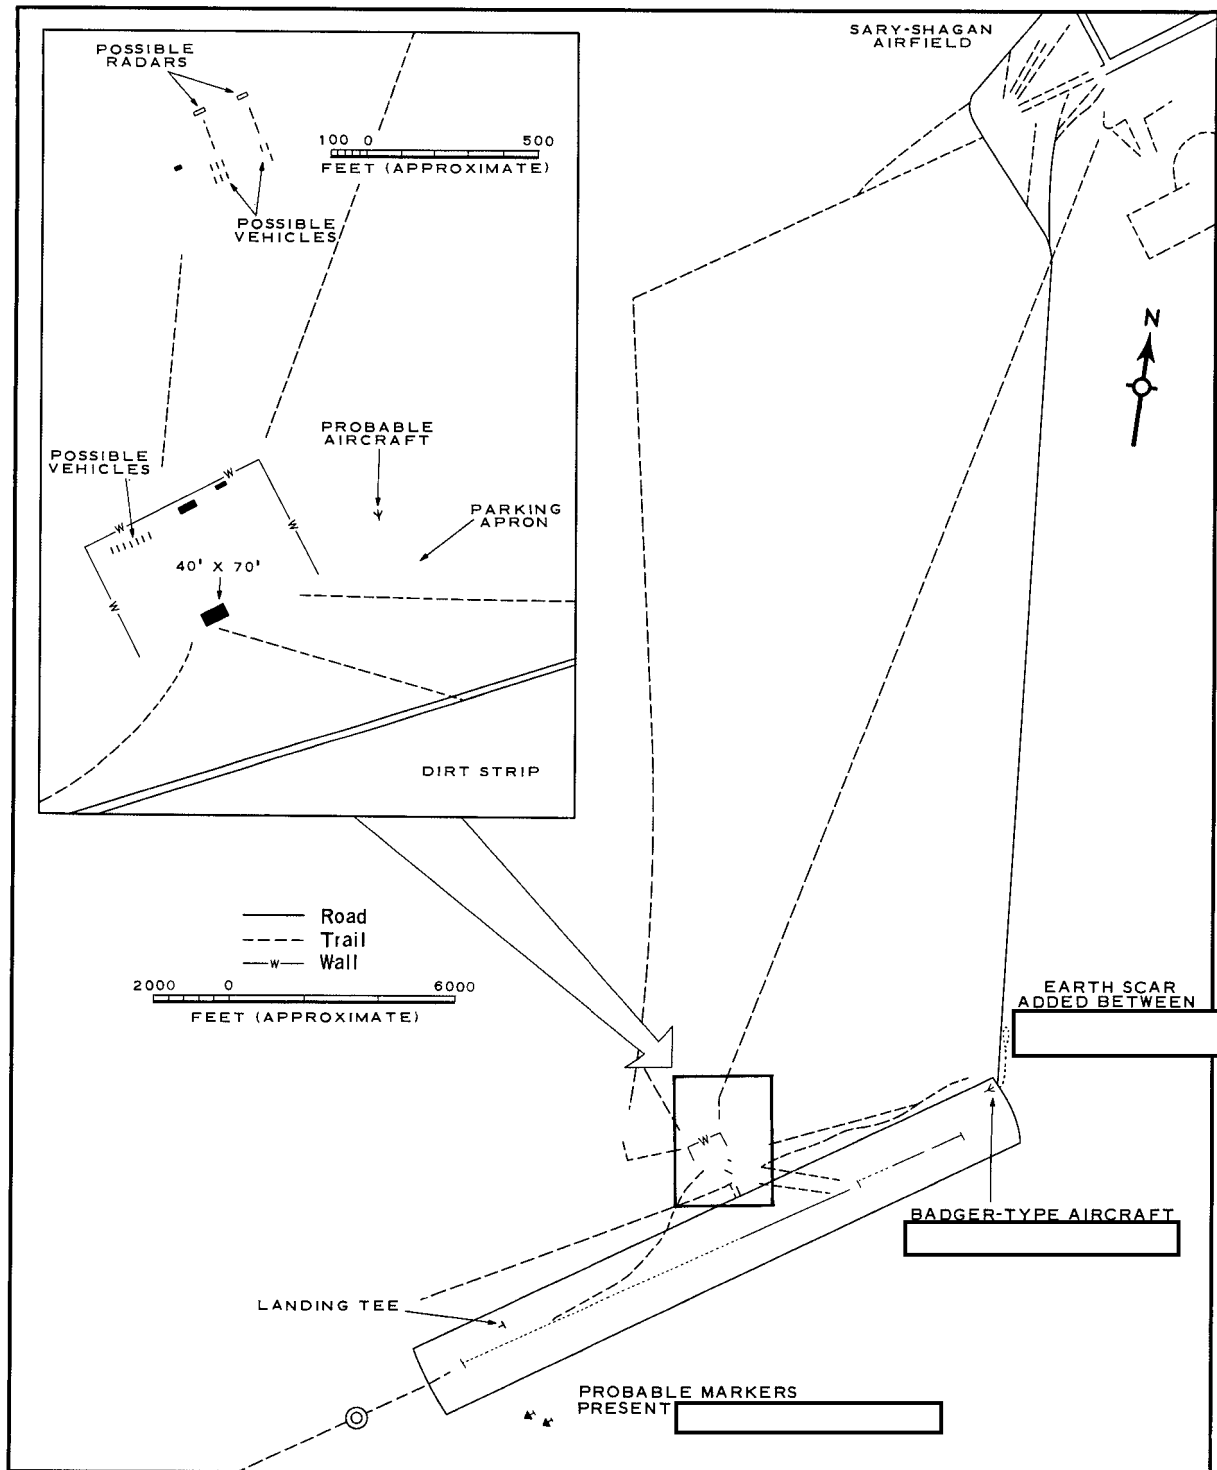 SARY-SHAGAN
AIRFIELD
POSSIBLE
RADARS
100 0 500
FEET (APPROXIMATE)
POSSIBLE
VEHICLES
N
PROBABLE
AIRCRAFT
POSSIBLE
VEHICLES
W
W
PARKING
APRON
W
40' X 70'
W
DIRT STRIP
Road
Trail
W Wall
2000 0 6000
FEET (APPROXIMATE)
EARTH SCAR
ADDED BETWEEN
W
BADGER-TYPE AIRCRAFT
LANDING TEE
PROBABLE MARKERS
PRESENT